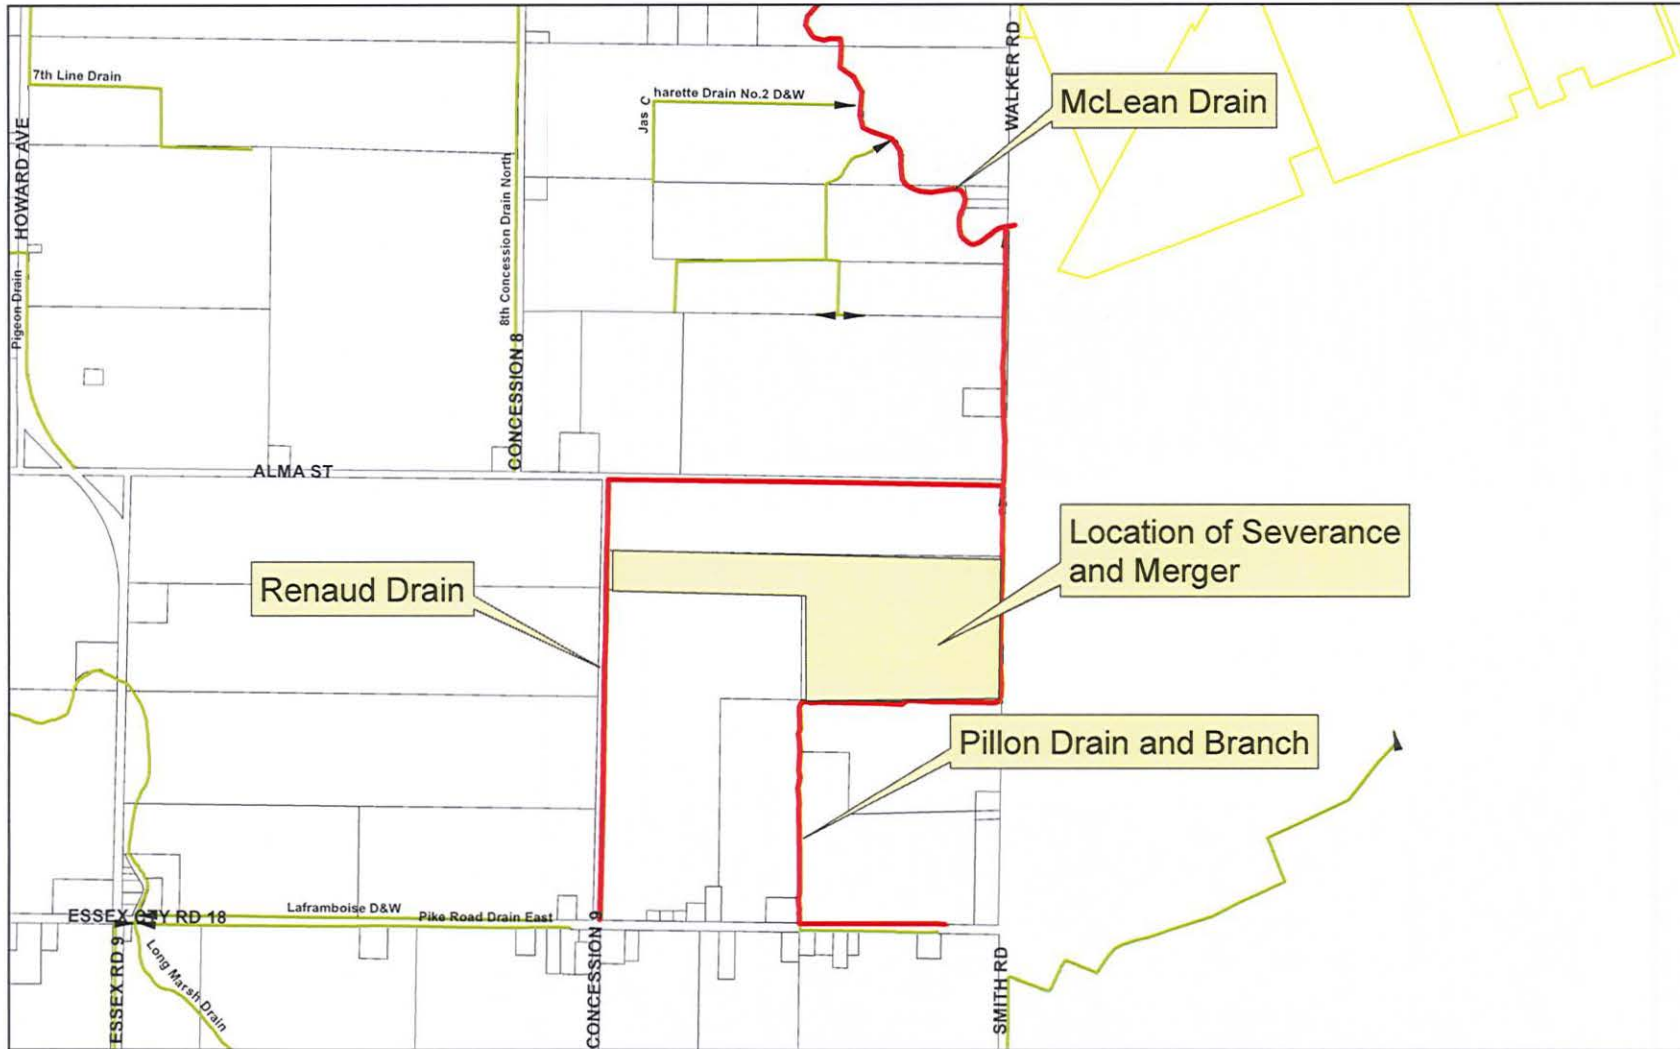 7th Line Drain
harette Drain No.2 D&W
Jas C
McLean Drain
WALKER RD
HOWARD AVE
8th Concession Drain North
Pigeon Drain
CONCESSION 8
ALMA ST
Location of Severance
and Merger
Renaud Drain
Pillon Drain and Branch
ESSEX CTY RD 18
Laframboise D&W
Pike Road Drain East
CONCESSION 9
ESSEX RD 9
Long Marsh Drain
SMITH RD